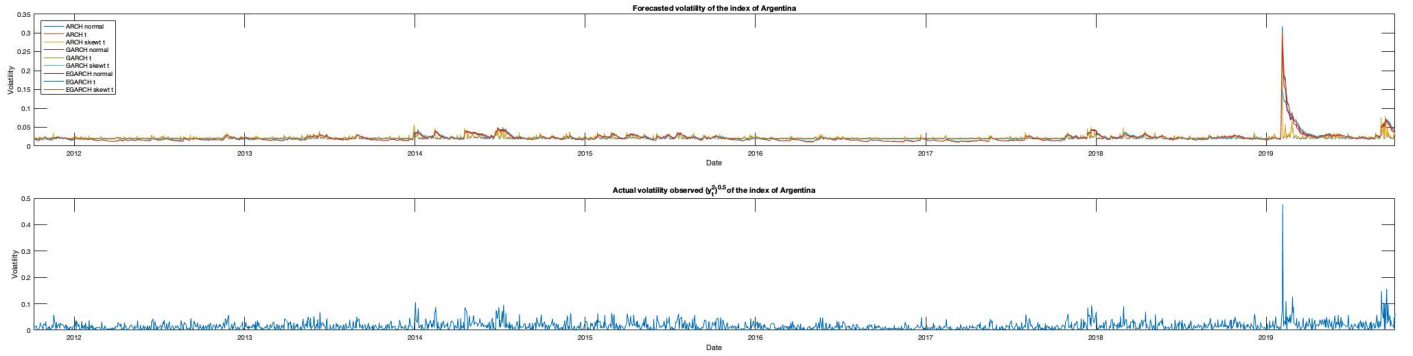 Forecasted volatility of the index of Argentina
0.35
0.3
0.25
0.2
0.15
0.1
0.05
0
Volatility
ARCH normal
ARCH t
ARCH skewt t
GARCH normal
GARCH t
GARCH skewt t
EGARCH normal
EGARCH t
EGARCH skewt t
2012 2013 2014 2015 2016 2017 2018 2019
Date
Actual volatility observed (y_t^2)^0.5 of the index of Argentina
0.5
0.4
0.3
0.2
0.1
0
Volatility
2012 2013 2014 2015 2016 2017 2018 2019
Date